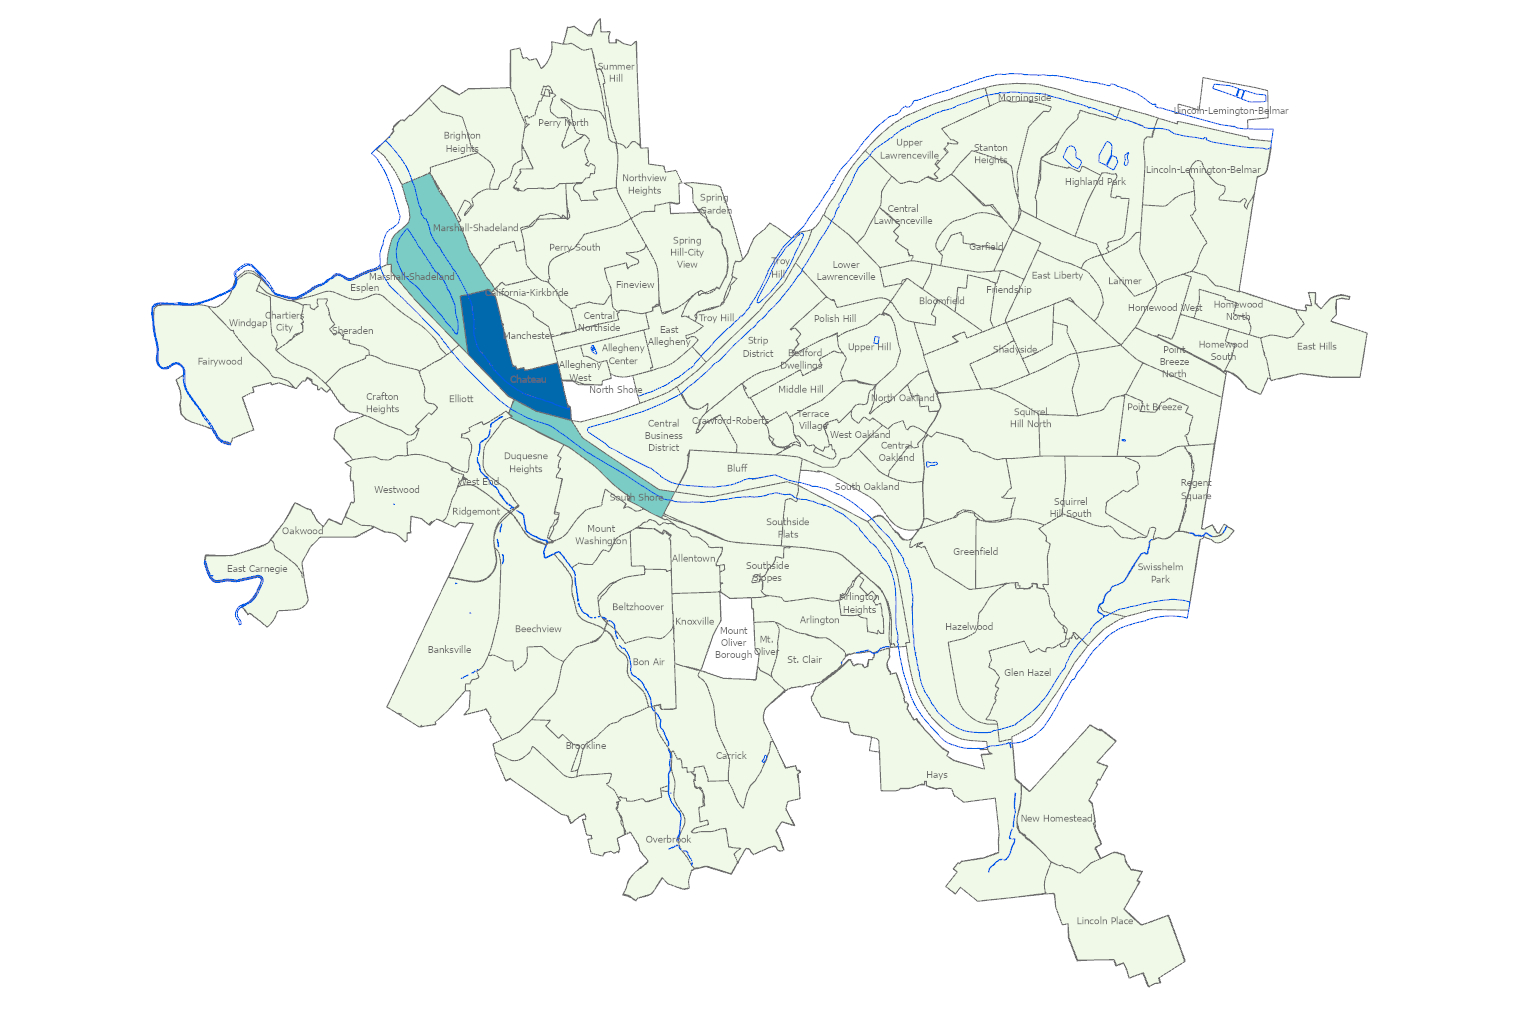 Summer
Hill
Morningside
Lincoln-Lemington-Belmar
Perry North
Brighton
Heights
Upper
Lawrenceville
Stanton
Heights
Lincoln-Lemington-Belmar
Highland Park
Northview
Heights
Spring
Garden
Central
Lawrenceville
Marshall-Shadeland
Perry South
Spring
Hill-City
View
Garfield
Troy
Hill
Lower
Lawrenceville
East Liberty
Larimer
Marshall-Shadeland
Esplen
Fineview
Friendship
California-Kirkbride
Bloomfield
Homewood West
Homewood
North
Windgap
Chartiers
City
Sheraden
Central
Northside
Troy Hill
Polish Hill
Manchester
East
Allegheny
Strip
District
Upper Hill
Shadyside
Homewood
South
East Hills
Fairywood
Allegheny
Center
Bedford
Dwellings
Point
Breeze
North
Allegheny
West
Chateau
North Shore
Middle Hill
North Oakland
Crafton
Heights
Elliott
Point Breeze
Squirrel
Hill North
Crawford-Roberts
Terrace
Village
Central
Business
District
West Oakland
Central
Oakland
Duquesne
Heights
Bluff
West End
South Oakland
Regent
Square
Westwood
South Shore
Squirrel
Hill South
Ridgemont
Oakwood
Mount
Washington
Southside
Flats
Greenfield
Allentown
East Carnegie
Southside
Slopes
Swisshelm
Park
Beltzhoover
Arlington
Heights
Knoxville
Arlington
Beechview
Mount
Oliver
Borough
Mt.
Oliver
Hazelwood
Banksville
Bon Air
St. Clair
Glen Hazel
Brookline
Carrick
Hays
New Homestead
Overbrook
Lincoln Place